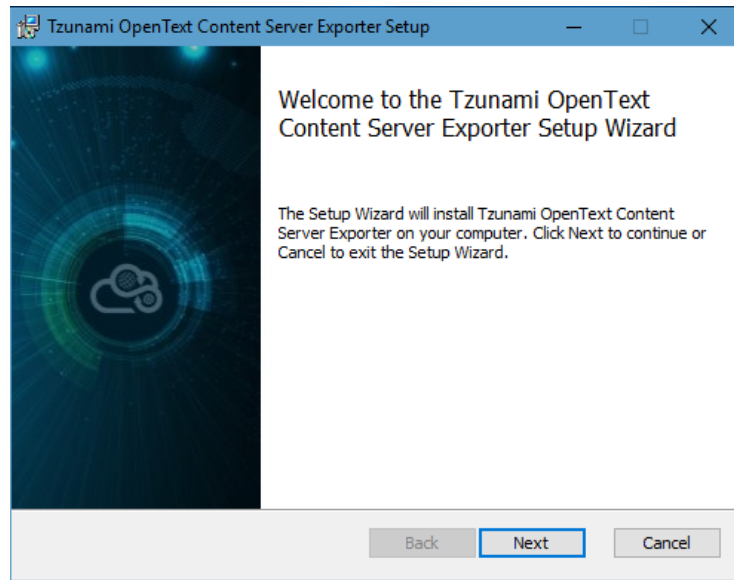 Tzunami OpenText Content Server Exporter Setup
Welcome to the Tzunami OpenText
Content Server Exporter Setup Wizard
The Setup Wizard will install Tzunami OpenText Content
Server Exporter on your computer. Click Next to continue or
Cancel to exit the Setup Wizard.
Back Next Cancel